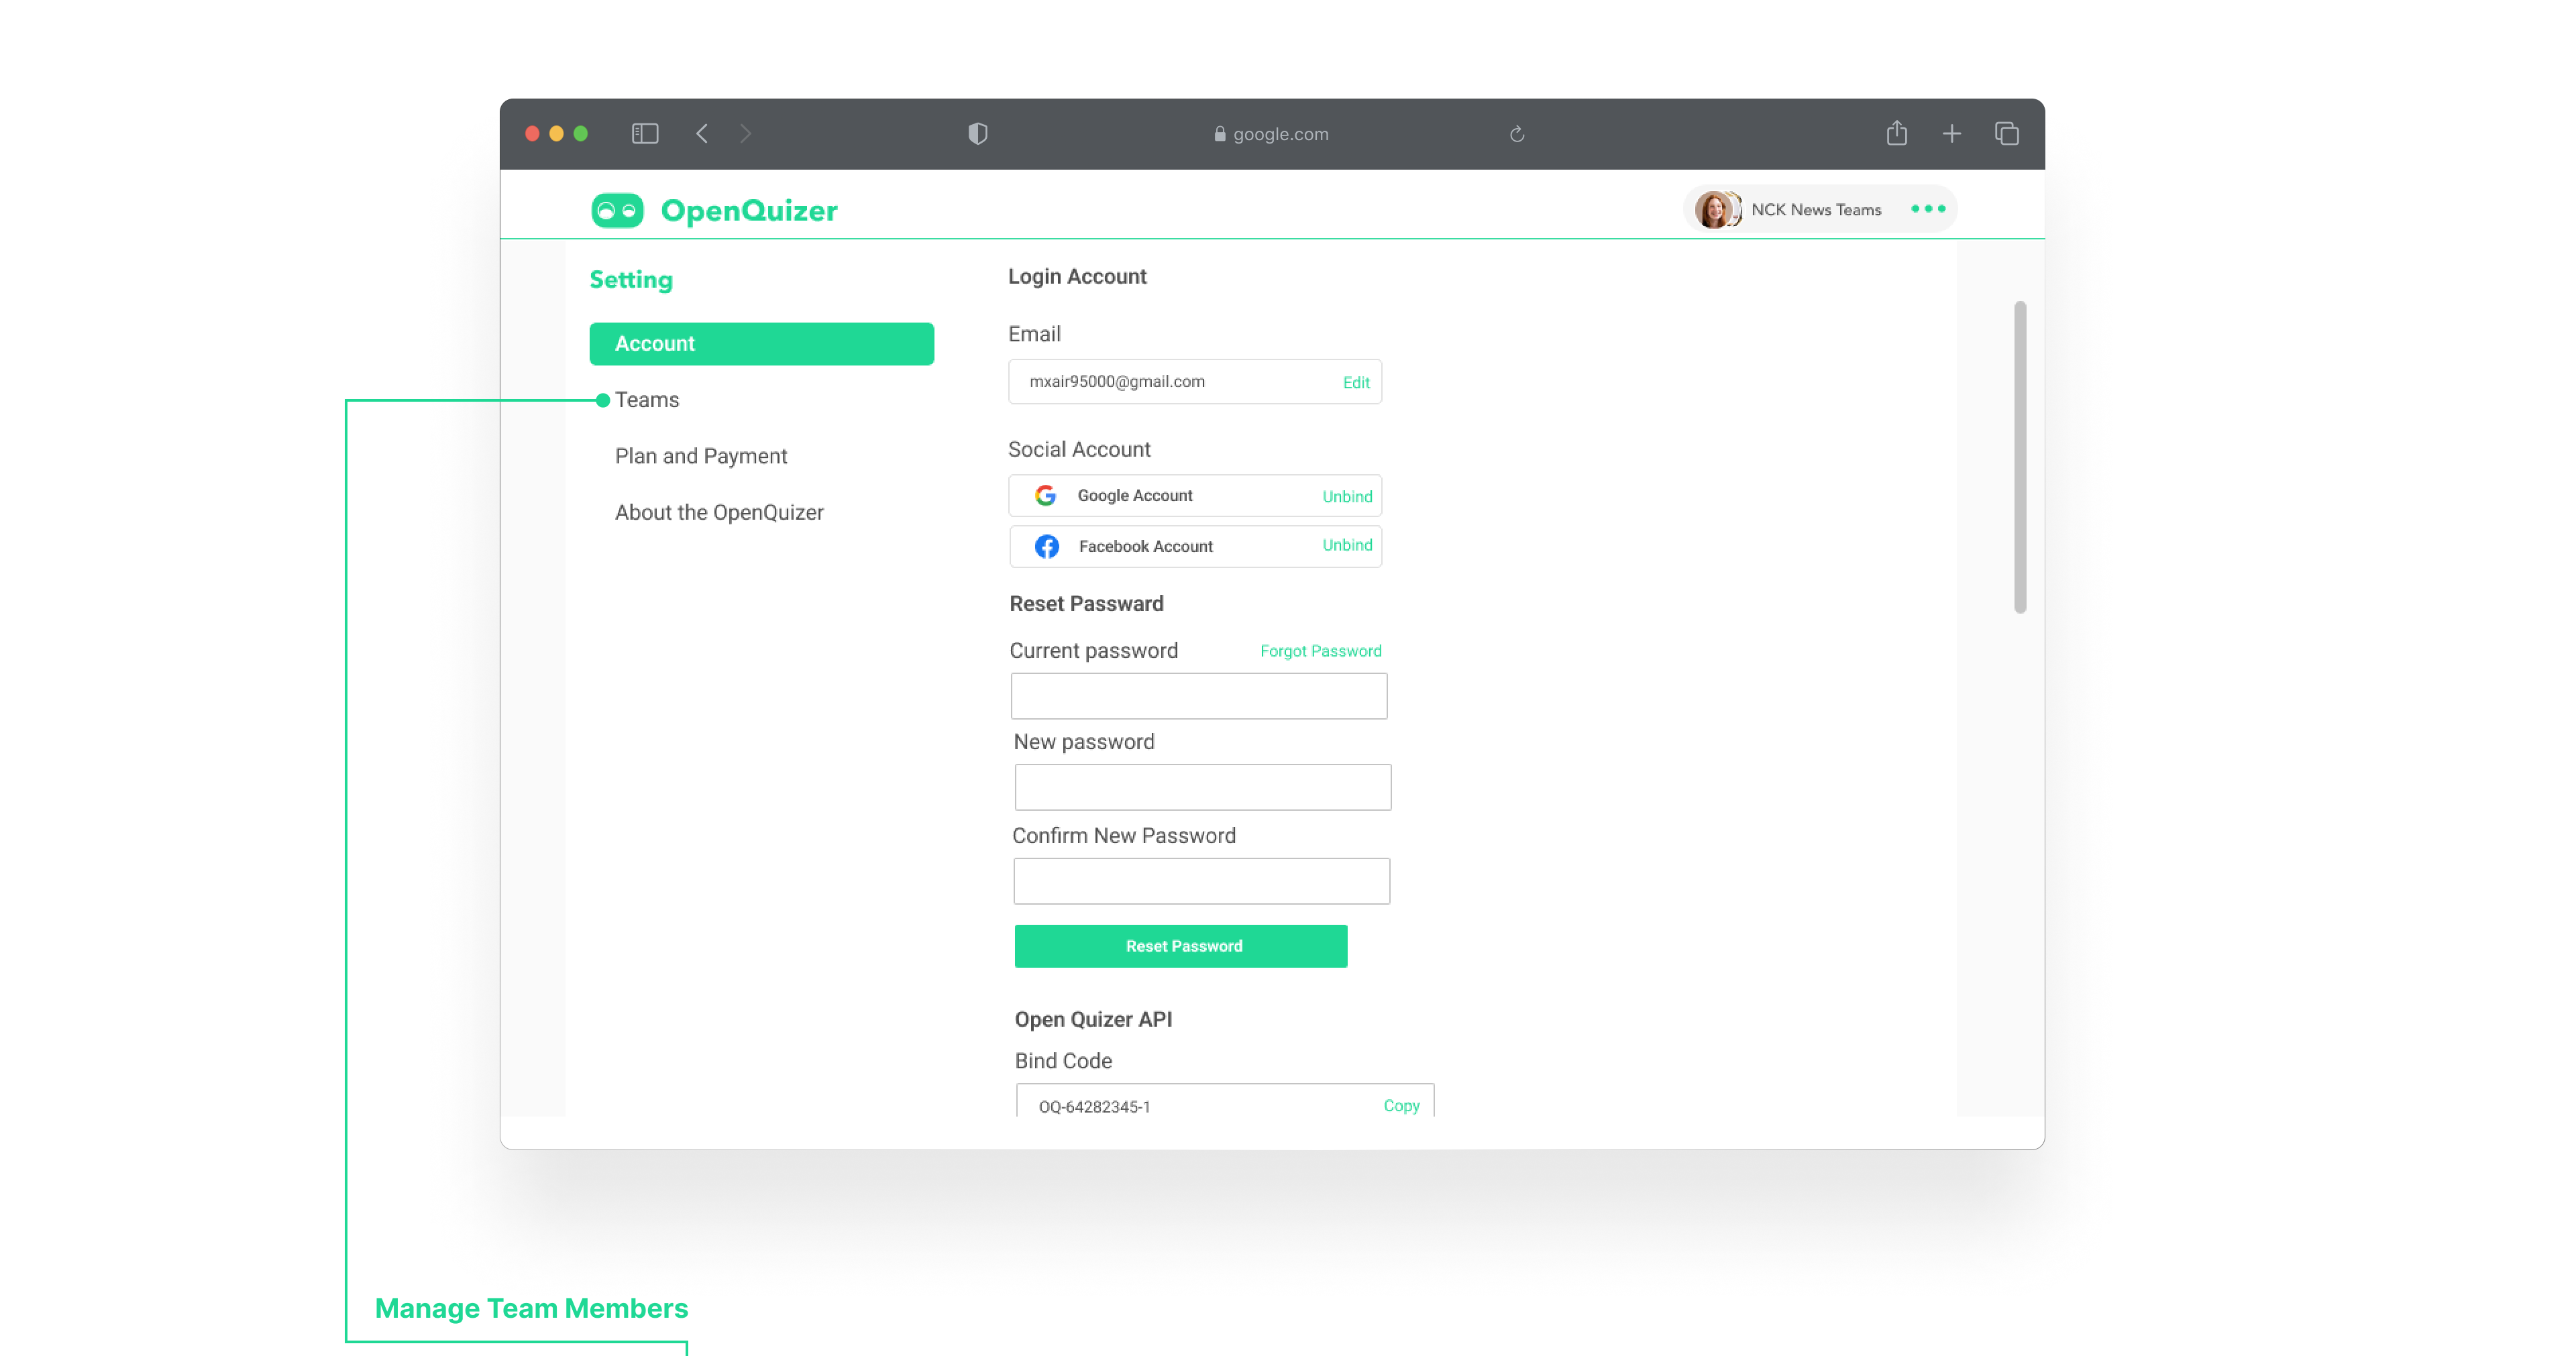 google.com
OpenQuizer
NCK News Teams
Setting
Account
Teams
Plan and Payment
About the OpenQuizer
Login Account
Email
mxair95000@gmail.com Edit
Social Account
Google Account Unbind
Facebook Account Unbind
Reset Passward
Current password Forgot Password
New password
Confirm New Password
Reset Password
Open Quizer API
Bind Code
OQ-64282345-1 Copy
Manage Team Members